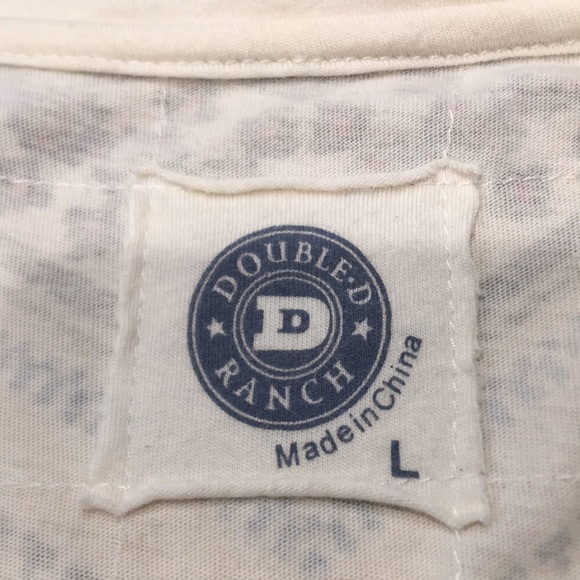 DOUBLE·D
D
D
RANCH
Made in China
L